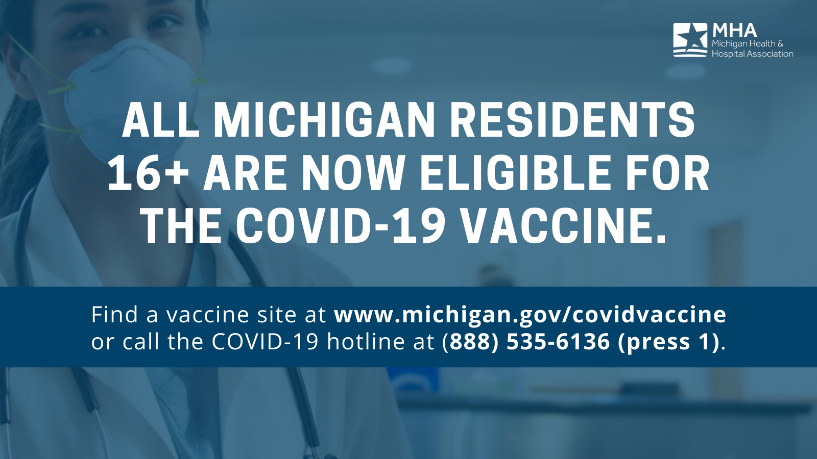 MHA
Michigan Health &
Hospital Association
ALL MICHIGAN RESIDENTS
16+ ARE NOW ELIGIBLE FOR
THE COVID-19 VACCINE.
Find a vaccine site at www.michigan.gov/covidvaccine
or call the COVID-19 hotline at (888) 535-6136 (press 1).